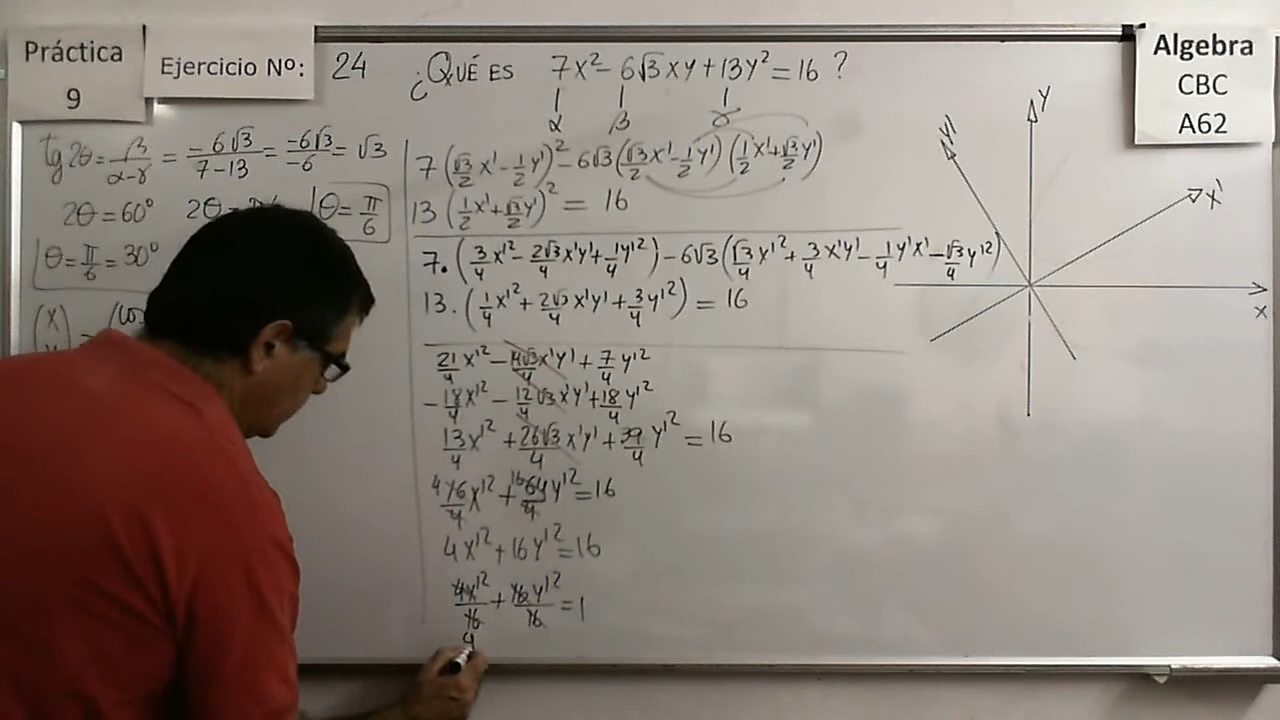 Práctica
9
Ejercicio Nº: 24
¿QUÉ ES 7x² - 6√3xy + 13y² = 16 ?
α β γ
Algebra
CBC
A62
tg2θ = β/(α-γ) = -6√3/(7-13) = -6√3/-6 = √3
2θ = 60° 2θ = θ = π/6
θ = π/6 = 30°
(x
(cos
7(√3/2 x' - 1/2 y')² - 6√3(√3/2 x' - 1/2 y')(1/2 x' + √3/2 y')
13(1/2 x' + √3/2 y')² = 16
7.(3/4 x'² - 2√3/4 x'y' + 1/4 y'²) - 6√3(√3/4 y'² + 3/4 x'y' - 1/4 y'x' - √3/4 y'²)
13.(1/4 x'² + 2√3/4 x'y' + 3/4 y'²) = 16
21/4 x'² - 14√3/4 x'y' + 7/4 y'²
-18/4 x'² - 12/4 √3 x'y' + 18/4 y'²
13/4 x'² + 26√3/4 x'y' + 39/4 y'² = 16
4 16/4 x'² + 16 64/4 y'² = 16
4x'² + 16y'² = 16
4x'²/16 + 16y'²/16 = 1
4
y
y'
x'
x